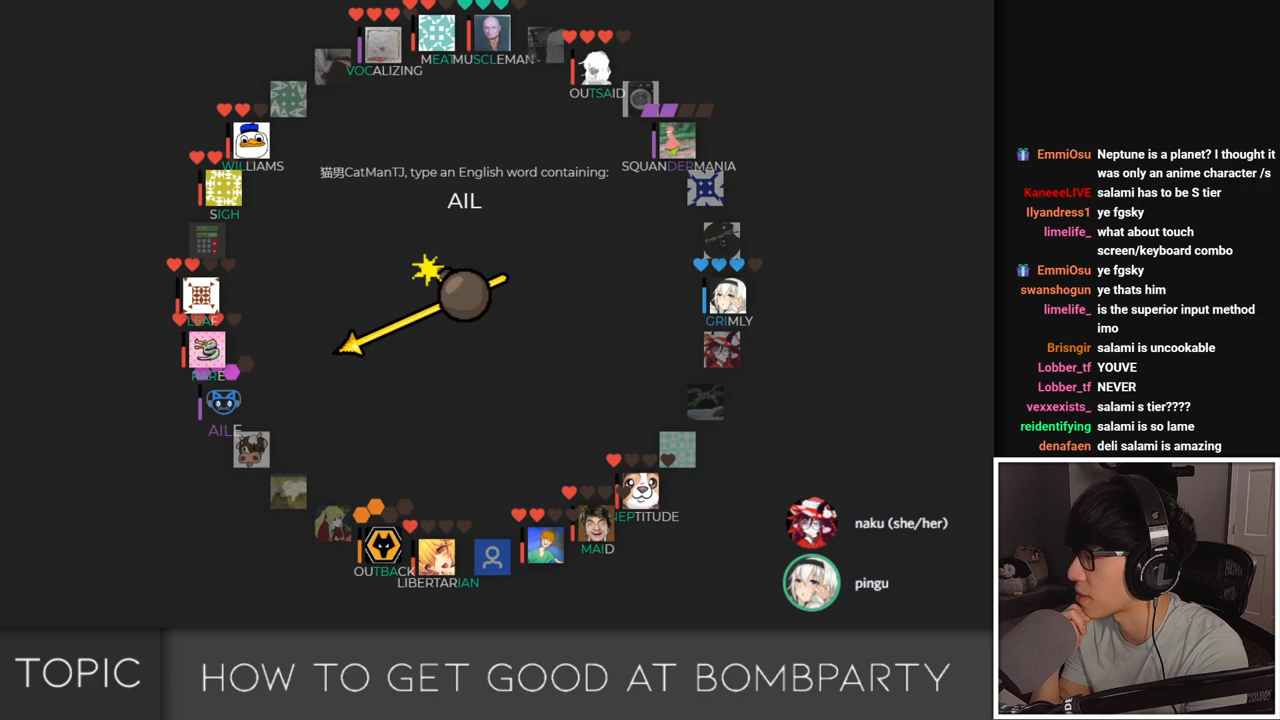 VOCALIZING
MEAT
MUSCLEMAN
OUTSAID
WILLIAMS
SQUANDERMANIA
猫男CatManTJ, type an English word containing:
AIL
SIGH
LEAF
GRIMLY
RARE
AILE
OUTBACK
LIBERTARIAN
MAID
NEPTITUDE
naku (she/her)
pingu
EmmiOsu Neptune is a planet? I thought it
was only an anime character /s
KaneeeLIVE salami has to be S tier
Ilyandress1 ye fgsky
limelife_ what about touch
screen/keyboard combo
EmmiOsu ye fgsky
swanshogun ye thats him
limelife_ is the superior input method
imo
Brisngir salami is uncookable
Lobber_tf YOUVE
Lobber_tf NEVER
vexxexists_ salami s tier????
reidentifying salami is so lame
denafaen deli salami is amazing
TOPIC
HOW TO GET GOOD AT BOMBPARTY